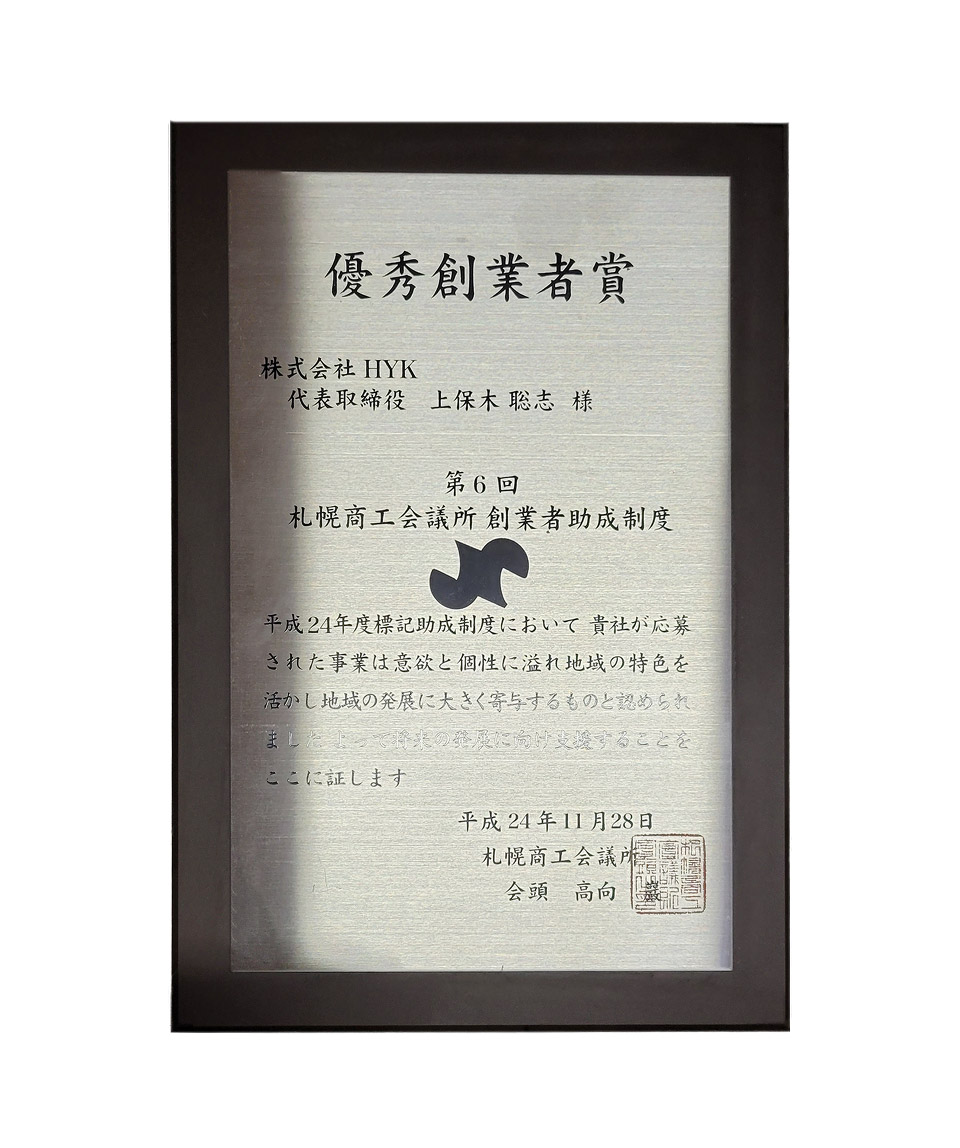 優秀創業者賞
株式会社 HYK
代表取締役 上保木 聡志 様
第6回
札幌商工会議所 創業者助成制度
平成24年度標記助成制度において 貴社が応募
された事業は意欲と個性に溢れ地域の特色を
活かし地域の発展に大きく寄与するものと認められ
ました よって将来の発展に向け支援することを
ここに証します
平成24年11月28日
札幌商工会議所
会頭 高向 巌